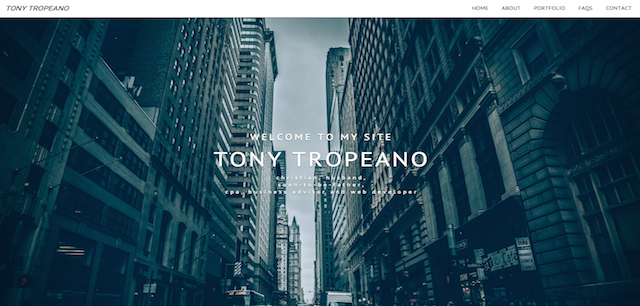 TONY TROPEANO
HOME ABOUT PORTFOLIO FAQS CONTACT
WELCOME TO MY SITE
TONY TROPEANO
christian, husband,
soon-to-be-father,
cpa, business advisor and web developer